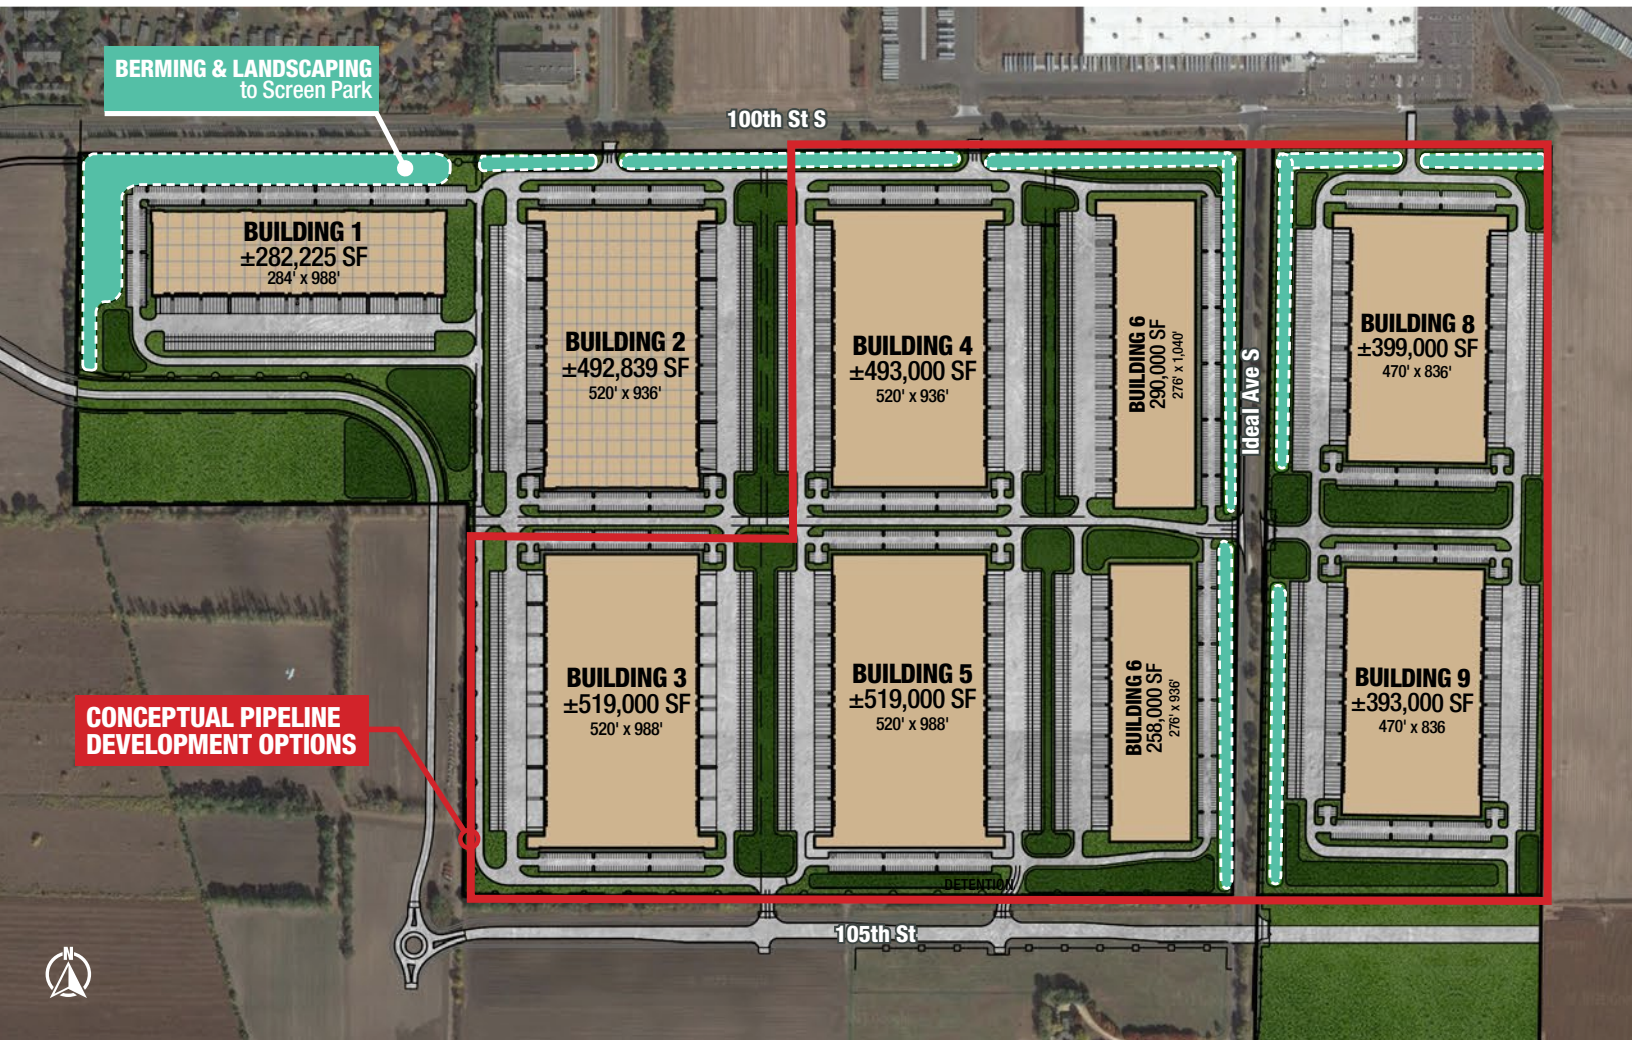 BERMING & LANDSCAPING
to Screen Park
100th St S
BUILDING 1
±282,225 SF
284' x 988'
BUILDING 2
±492,839 SF
520' x 936'
BUILDING 4
±493,000 SF
520' x 936'
BUILDING 6
290,000 SF
276' x 1,040'
Ideal Ave S
BUILDING 8
±399,000 SF
470' x 836'
BUILDING 3
±519,000 SF
520' x 988'
BUILDING 5
±519,000 SF
520' x 988'
BUILDING 6
258,000 SF
276' x 936'
BUILDING 9
±393,000 SF
470' x 836
CONCEPTUAL PIPELINE
DEVELOPMENT OPTIONS
DETENTION
105th St
N